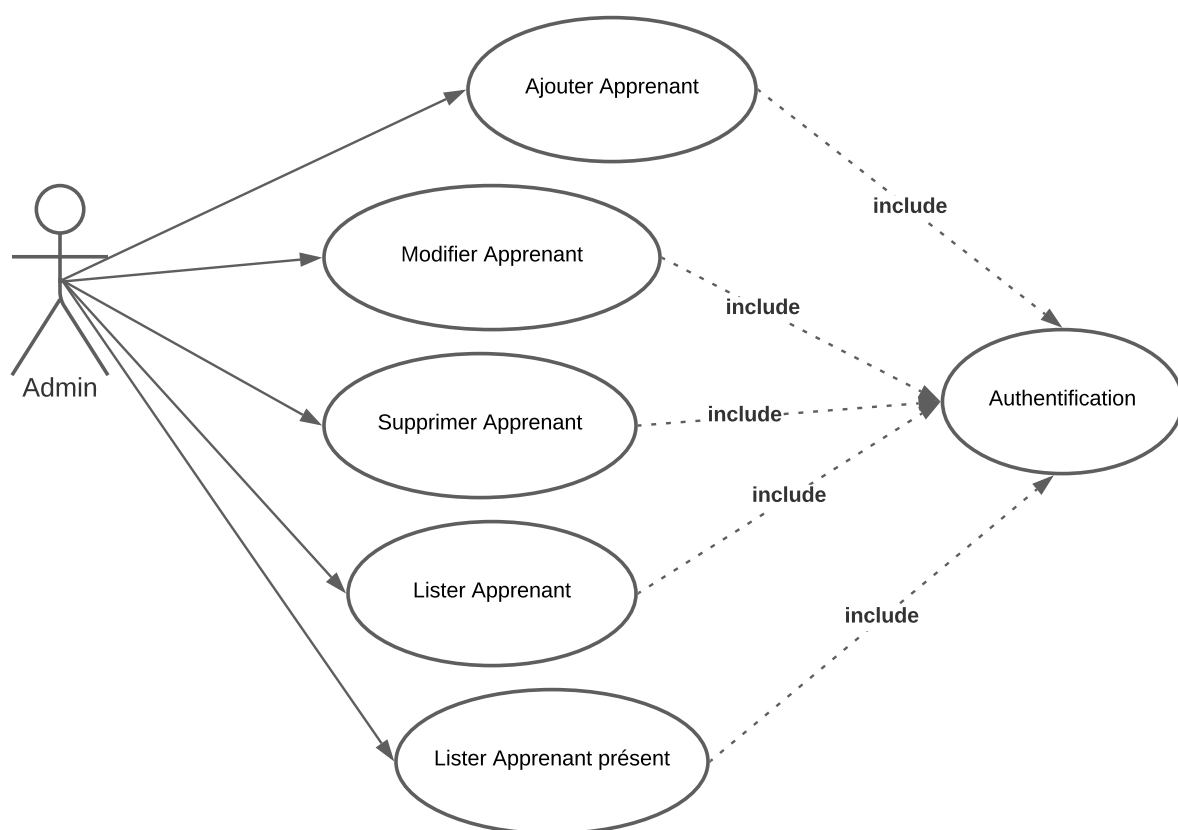 Ajouter Apprenant
include
Modifier Apprenant
include
Admin
Authentification
Supprimer Apprenant
include
include
Lister Apprenant
include
Lister Apprenant présent